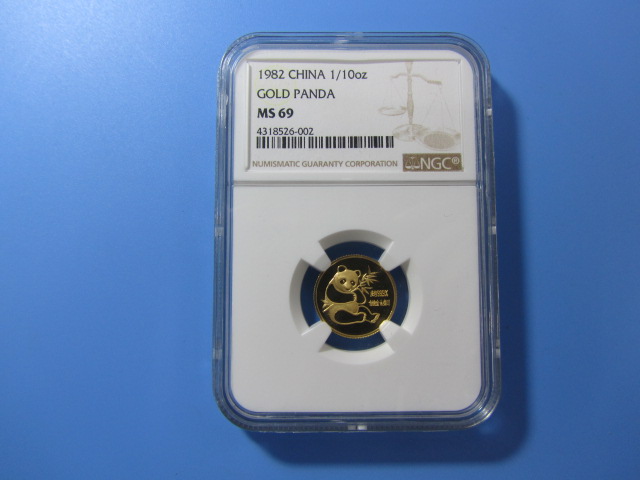 1982 CHINA 1/10oz
GOLD PANDA
MS 69
4318526-002
NUMISMATIC GUARANTY CORPORATION
NGC®